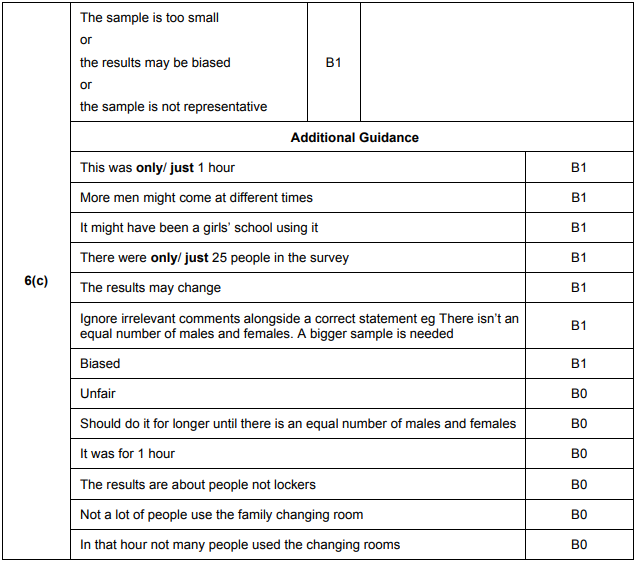 The sample is too small
or
the results may be biased
or
the sample is not representative
B1
Additional Guidance
6(c)
This was only/ just 1 hour
B1
More men might come at different times
B1
It might have been a girls’ school using it
B1
There were only/ just 25 people in the survey
B1
The results may change
B1
Ignore irrelevant comments alongside a correct statement eg There isn’t an
equal number of males and females. A bigger sample is needed
B1
Biased
B1
Unfair
B0
Should do it for longer until there is an equal number of males and females
B0
It was for 1 hour
B0
The results are about people not lockers
B0
Not a lot of people use the family changing room
B0
In that hour not many people used the changing rooms
B0